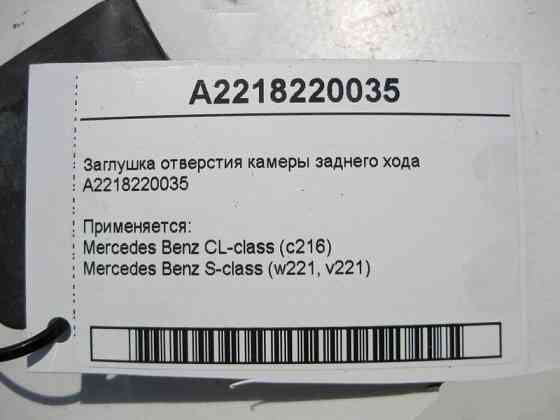 A2218220035
Заглушка отверстия камеры заднего хода
A2218220035
Применяется:
Mercedes Benz CL-class (c216)
Mercedes Benz S-class (w221, v221)